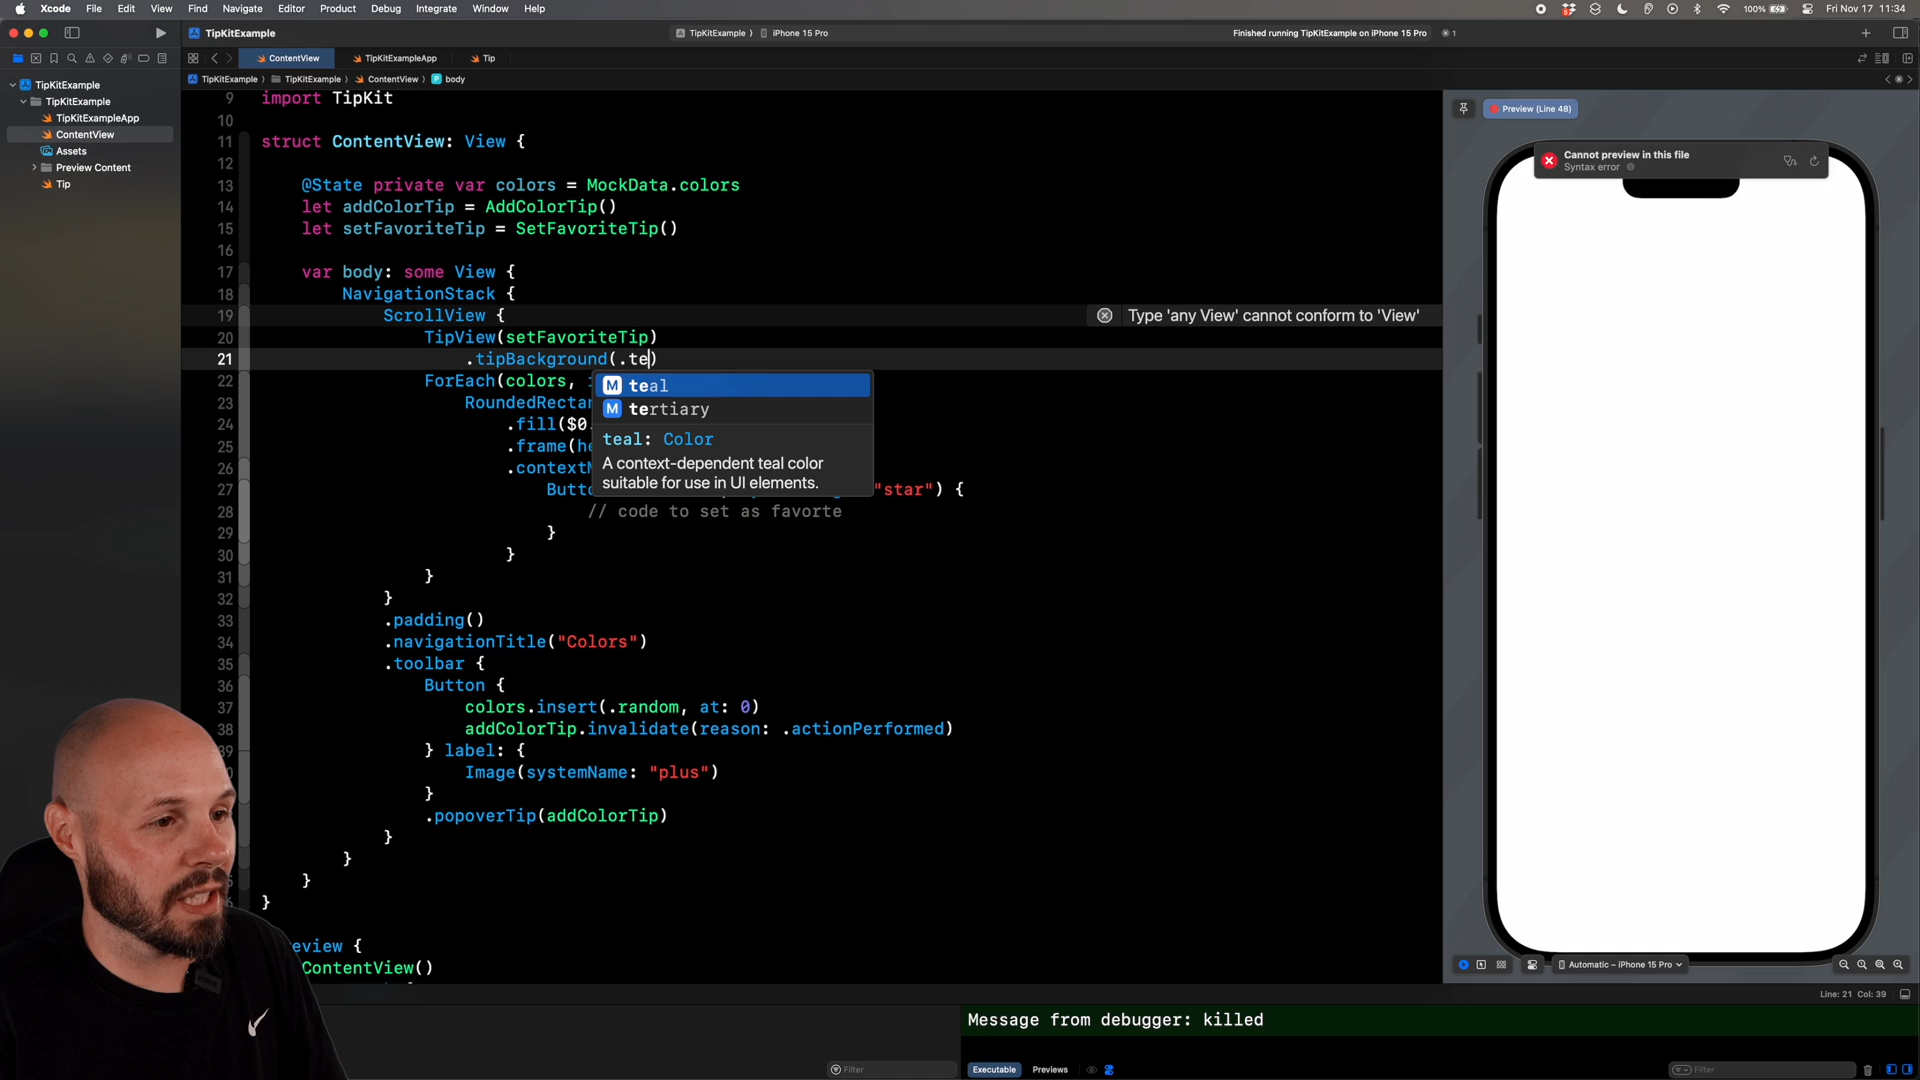 Xcode File Edit View Find Navigate Editor Product Debug Integrate Window Help
100% Fri Nov 17 11:34
TipKitExample
TipKitExample ⟩ iPhone 15 Pro
Finished running TipKitExample on iPhone 15 Pro
1
ContentView
TipKitExampleApp
Tip
TipKitExample ⟩ TipKitExample ⟩ ContentView ⟩ P body
TipKitExample
TipKitExample
TipKitExampleApp
ContentView
Assets
Preview Content
Tip
9 import TipKit
10
11 struct ContentView: View {
12
13 @State private var colors = MockData.colors
14 let addColorTip = AddColorTip()
15 let setFavoriteTip = SetFavoriteTip()
16
17 var body: some View {
18 NavigationStack {
19 ScrollView {
Type 'any View' cannot conform to 'View'
20 TipView(setFavoriteTip)
21 .tipBackground(.te)
22 ForEach(colors,
M teal
M tertiary
teal: Color
A context-dependent teal color
suitable for use in UI elements.
23 RoundedRectan
24 .fill($0.
25 .frame(he
26 .contextM
27 Butto "star") {
28 // code to set as favorte
29 }
30 }
31 }
32 }
33 .padding()
34 .navigationTitle("Colors")
35 .toolbar {
36 Button {
37 colors.insert(.random, at: 0)
38 addColorTip.invalidate(reason: .actionPerformed)
39 } label: {
Image(systemName: "plus")
}
.popoverTip(addColorTip)
}
}
}
}
eview {
ContentView()
Preview (Line 48)
Cannot preview in this file
Syntax error
Automatic – iPhone 15 Pro
Line: 21 Col: 39
Message from debugger: killed
Filter
Executable Previews
Filter